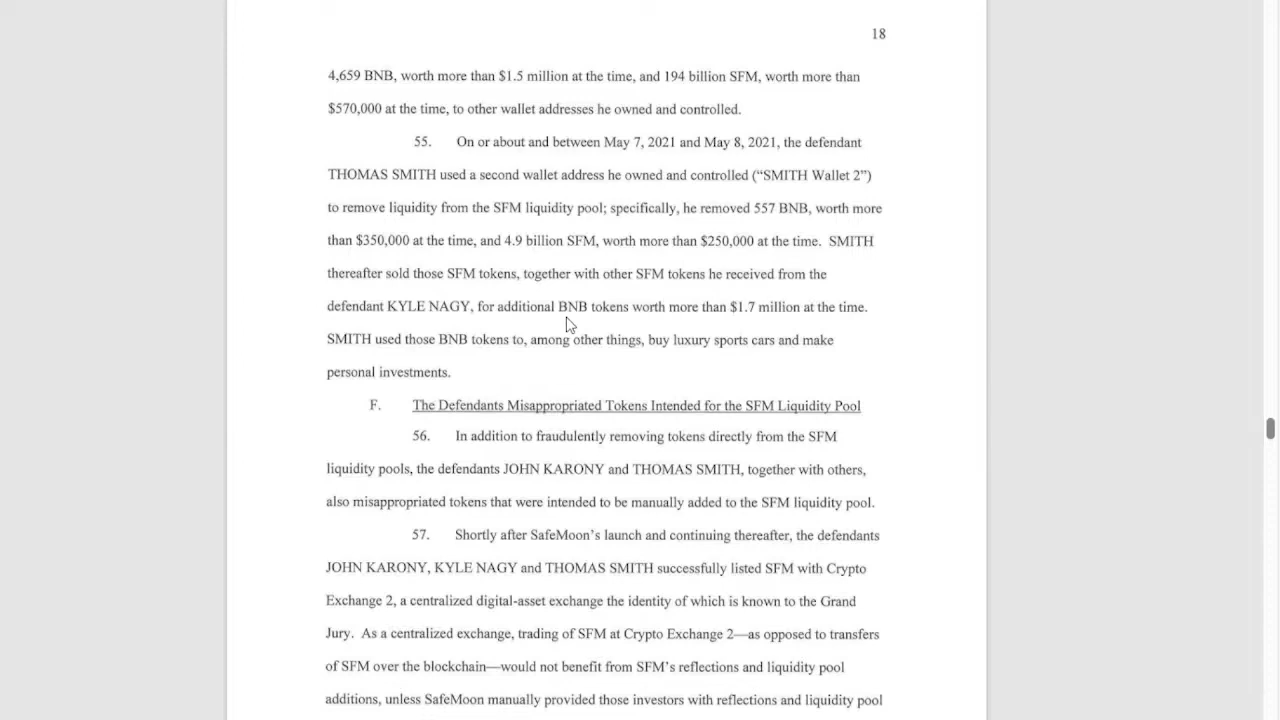 18
4,659 BNB, worth more than $1.5 million at the time, and 194 billion SFM, worth more than
$570,000 at the time, to other wallet addresses he owned and controlled.
55. On or about and between May 7, 2021 and May 8, 2021, the defendant
THOMAS SMITH used a second wallet address he owned and controlled (“SMITH Wallet 2”)
to remove liquidity from the SFM liquidity pool; specifically, he removed 557 BNB, worth more
than $350,000 at the time, and 4.9 billion SFM, worth more than $250,000 at the time. SMITH
thereafter sold those SFM tokens, together with other SFM tokens he received from the
defendant KYLE NAGY, for additional BNB tokens worth more than $1.7 million at the time.
SMITH used those BNB tokens to, among other things, buy luxury sports cars and make
personal investments.
F. The Defendants Misappropriated Tokens Intended for the SFM Liquidity Pool
56. In addition to fraudulently removing tokens directly from the SFM
liquidity pools, the defendants JOHN KARONY and THOMAS SMITH, together with others,
also misappropriated tokens that were intended to be manually added to the SFM liquidity pool.
57. Shortly after SafeMoon’s launch and continuing thereafter, the defendants
JOHN KARONY, KYLE NAGY and THOMAS SMITH successfully listed SFM with Crypto
Exchange 2, a centralized digital-asset exchange the identity of which is known to the Grand
Jury. As a centralized exchange, trading of SFM at Crypto Exchange 2—as opposed to transfers
of SFM over the blockchain—would not benefit from SFM’s reflections and liquidity pool
additions, unless SafeMoon manually provided those investors with reflections and liquidity pool